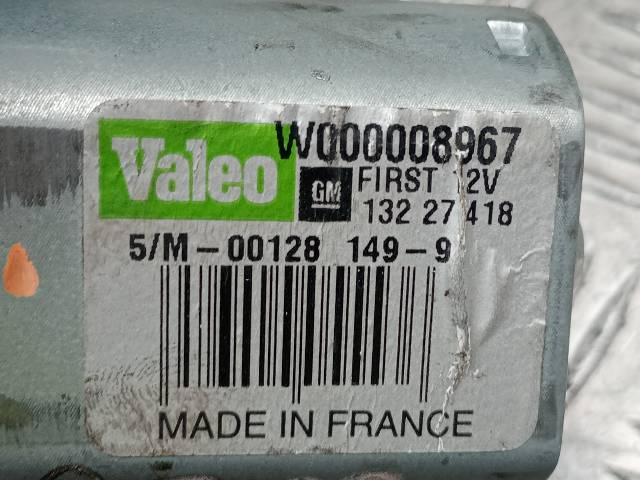 Valeo W000008967
GM FIRST 12V
132 27 418
5/M-00128 149-9
MADE IN FRANCE